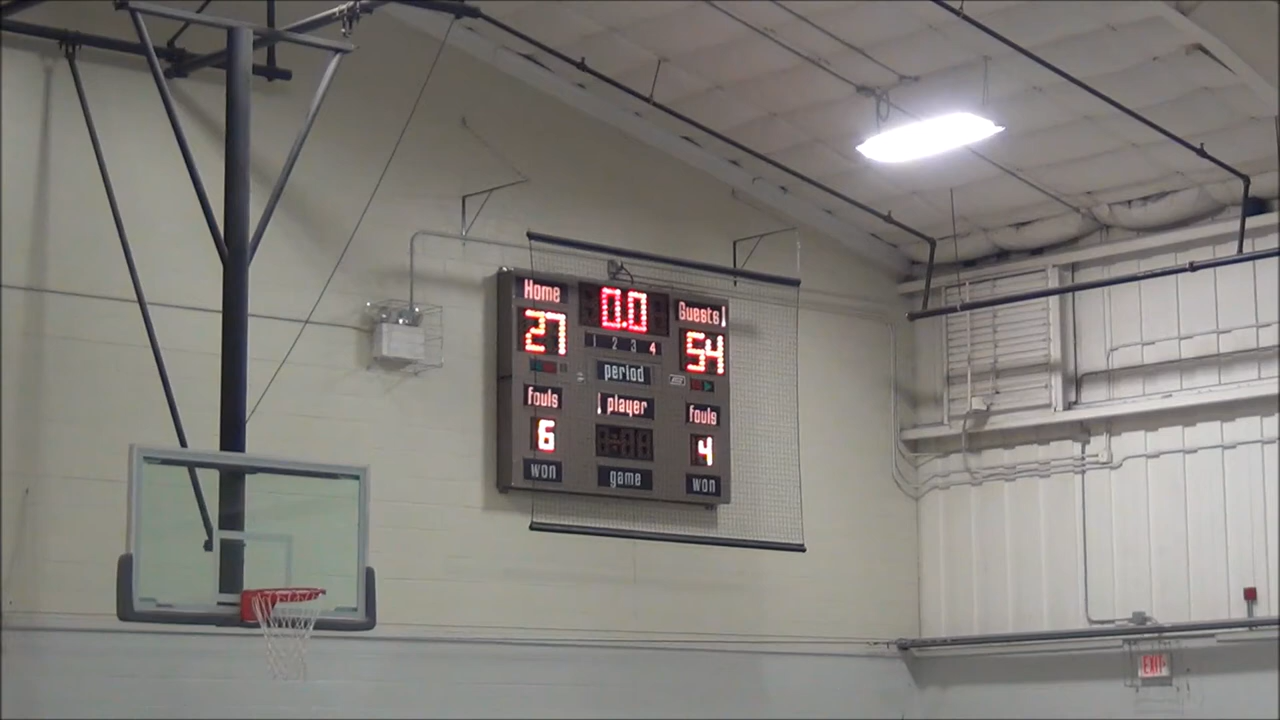 Home
0.0
Guests
27
1 2 3 4
54
period
fouls
player
fouls
6
4
won
game
won
EXIT